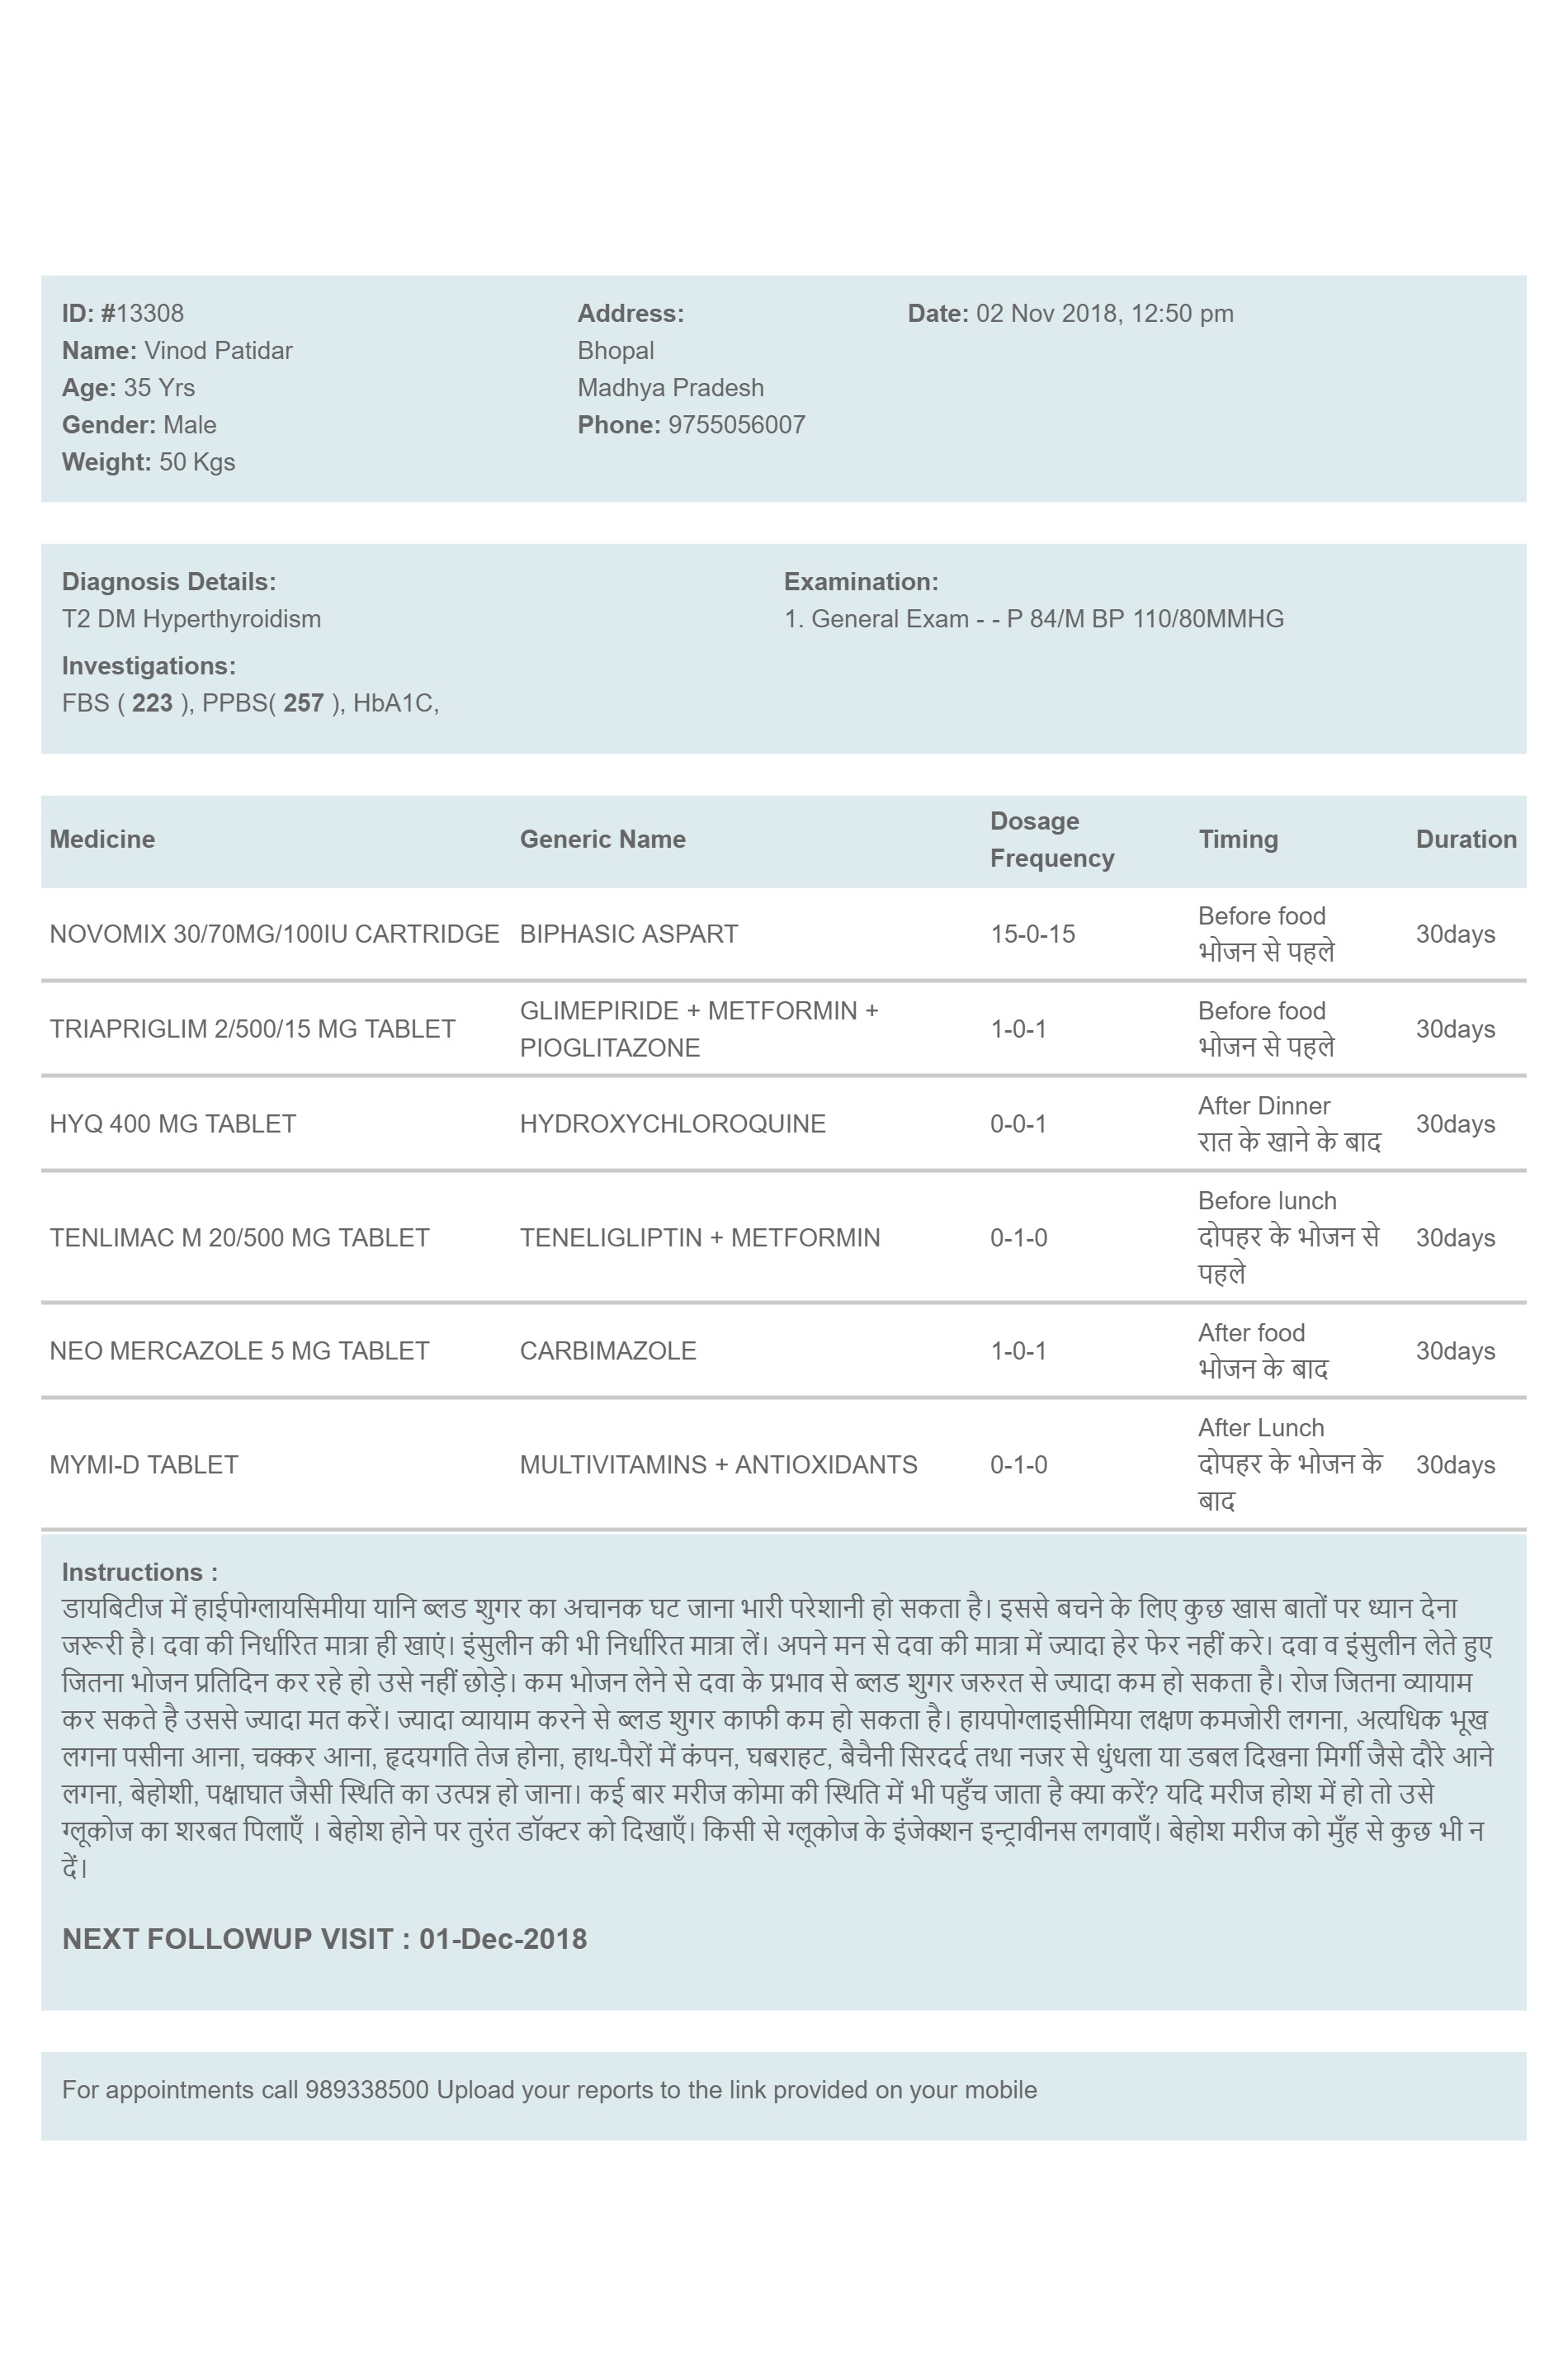 ID: #13308
Name: Vinod Patidar
Age: 35 Yrs
Gender: Male
Weight: 50 Kgs
Address:
Bhopal
Madhya Pradesh
Phone: 9755056007
Date: 02 Nov 2018, 12:50 pm
Diagnosis Details:
T2 DM Hyperthyroidism
Investigations:
FBS ( 223 ), PPBS( 257 ), HbA1C,
Examination:
1. General Exam - - P 84/M BP 110/80MMHG
Medicine Generic Name Dosage Frequency Timing Duration
NOVOMIX 30/70MG/100IU CARTRIDGE BIPHASIC ASPART 15-0-15 Before food भोजन से पहले 30days
TRIAPRIGLIM 2/500/15 MG TABLET GLIMEPIRIDE + METFORMIN + PIOGLITAZONE 1-0-1 Before food भोजन से पहले 30days
HYQ 400 MG TABLET HYDROXYCHLOROQUINE 0-0-1 After Dinner रात के खाने के बाद 30days
TENLIMAC M 20/500 MG TABLET TENELIGLIPTIN + METFORMIN 0-1-0 Before lunch दोपहर के भोजन से पहले 30days
NEO MERCAZOLE 5 MG TABLET CARBIMAZOLE 1-0-1 After food भोजन के बाद 30days
MYMI-D TABLET MULTIVITAMINS + ANTIOXIDANTS 0-1-0 After Lunch दोपहर के भोजन के बाद 30days
Instructions :
डायबिटीज में हाईपोग्लायसिमीया यानि ब्लड शुगर का अचानक घट जाना भारी परेशानी हो सकता है। इससे बचने के लिए कुछ खास बातों पर ध्यान देना
जरूरी है। दवा की निर्धारित मात्रा ही खाएं। इंसुलीन की भी निर्धारित मात्रा लें। अपने मन से दवा की मात्रा में ज्यादा हेर फेर नहीं करे। दवा व इंसुलीन लेते हुए
जितना भोजन प्रतिदिन कर रहे हो उसे नहीं छोड़े। कम भोजन लेने से दवा के प्रभाव से ब्लड शुगर जरुरत से ज्यादा कम हो सकता है। रोज जितना व्यायाम
कर सकते है उससे ज्यादा मत करें। ज्यादा व्यायाम करने से ब्लड शुगर काफी कम हो सकता है। हायपोग्लाइसीमिया लक्षण कमजोरी लगना, अत्यधिक भूख
लगना पसीना आना, चक्कर आना, हृदयगति तेज होना, हाथ-पैरों में कंपन, घबराहट, बैचैनी सिरदर्द तथा नजर से धुंधला या डबल दिखना मिर्गी जैसे दौरे आने
लगना, बेहोशी, पक्षाघात जैसी स्थिति का उत्पन्न हो जाना। कई बार मरीज कोमा की स्थिति में भी पहुँच जाता है क्या करें? यदि मरीज होश में हो तो उसे
ग्लूकोज का शरबत पिलाएँ । बेहोश होने पर तुरंत डॉक्टर को दिखाएँ। किसी से ग्लूकोज के इंजेक्शन इन्ट्रावीनस लगवाएँ। बेहोश मरीज को मुँह से कुछ भी न
दें।
NEXT FOLLOWUP VISIT : 01-Dec-2018
For appointments call 989338500 Upload your reports to the link provided on your mobile